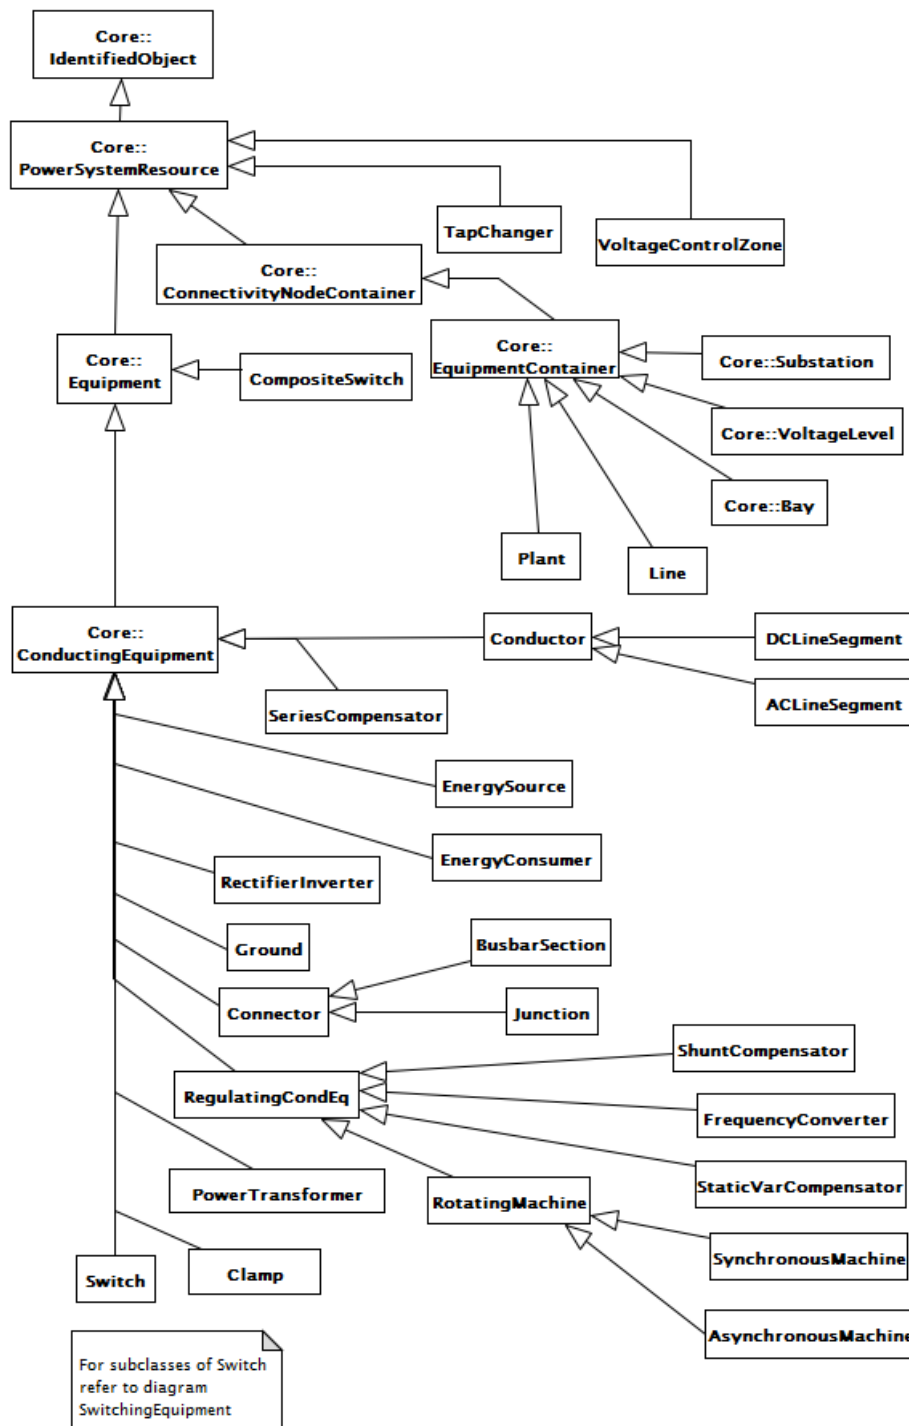 Core::
IdentifiedObject
Core::
PowerSystemResource
TapChanger
VoltageControlZone
Core::
ConnectivityNodeContainer
Core::
Equipment
CompositeSwitch
Core::
EquipmentContainer
Core::Substation
Core::VoltageLevel
Core::Bay
Plant
Line
Core::
ConductingEquipment
Conductor
DCLineSegment
ACLineSegment
SeriesCompensator
EnergySource
EnergyConsumer
RectifierInverter
Ground
BusbarSection
Connector
Junction
ShuntCompensator
RegulatingCondEq
FrequencyConverter
StaticVarCompensator
PowerTransformer
RotatingMachine
SynchronousMachine
Clamp
Switch
AsynchronousMachine
For subclasses of Switch
refer to diagram
SwitchingEquipment